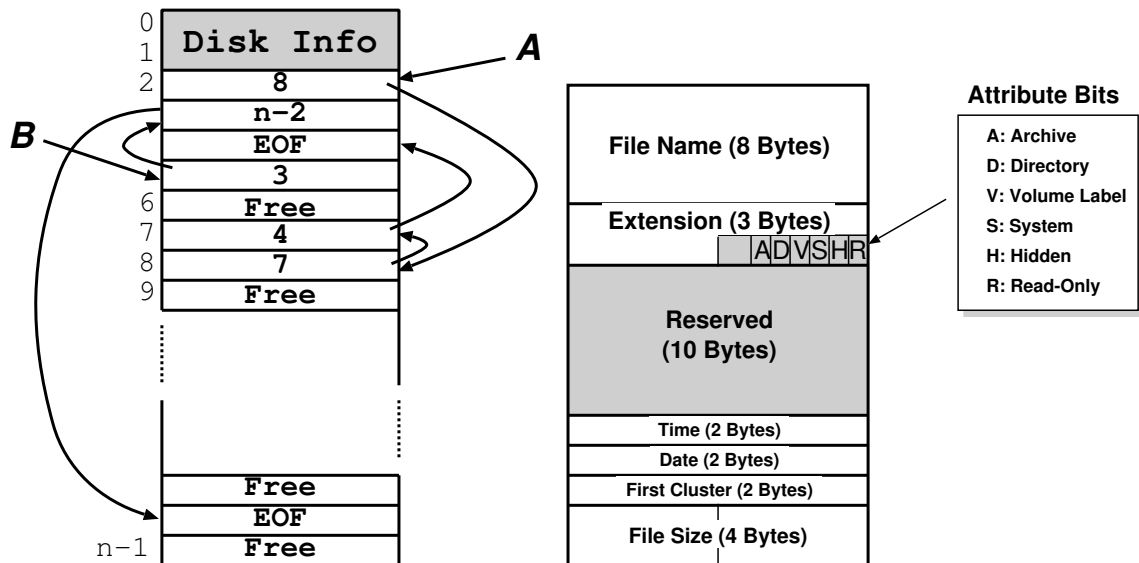 0
1
Disk Info
A
2
8
n-2
B
EOF
3
6
Free
7
4
8
7
9
Free
Free
EOF
n-1
Free
File Name (8 Bytes)
Extension (3 Bytes)
A D V S H R
Reserved
(10 Bytes)
Time (2 Bytes)
Date (2 Bytes)
First Cluster (2 Bytes)
File Size (4 Bytes)
Attribute Bits
A: Archive
D: Directory
V: Volume Label
S: System
H: Hidden
R: Read-Only